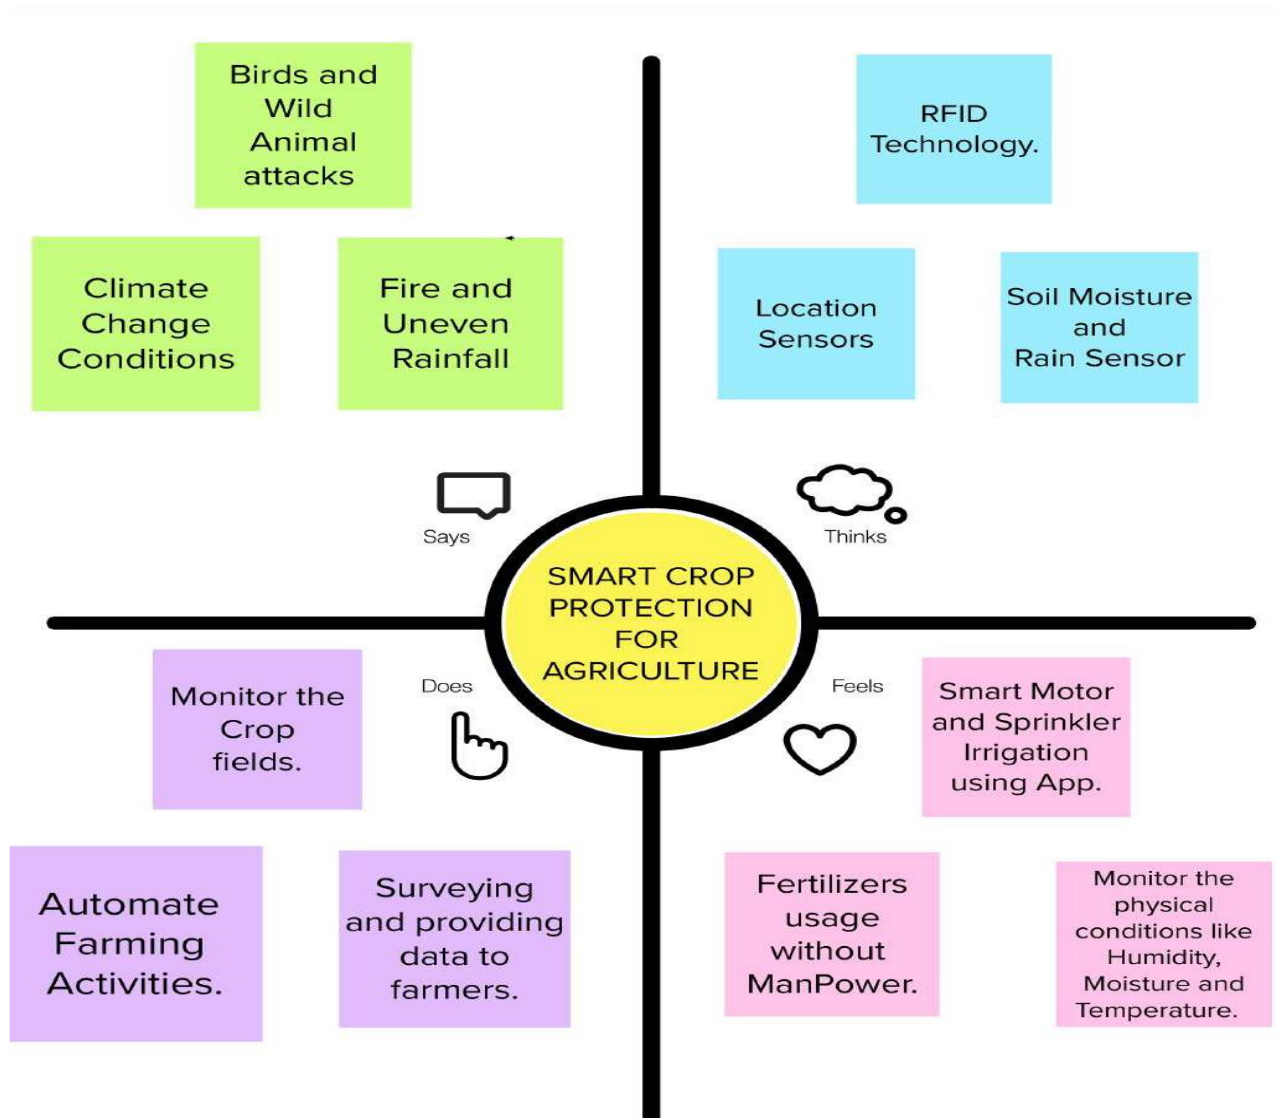 Birds and
Wild
Animal
attacks
Climate
Change
Conditions
Fire and
Uneven
Rainfall
Says
RFID
Technology.
Location
Sensors
Soil Moisture
and
Rain Sensor
Thinks
SMART CROP
PROTECTION
FOR
AGRICULTURE
Does
Monitor the
Crop
fields.
Automate
Farming
Activities.
Surveying
and providing
data to
farmers.
Feels
Smart Motor
and Sprinkler
Irrigation
using App.
Fertilizers
usage
without
ManPower.
Monitor the
physical
conditions like
Humidity,
Moisture and
Temperature.